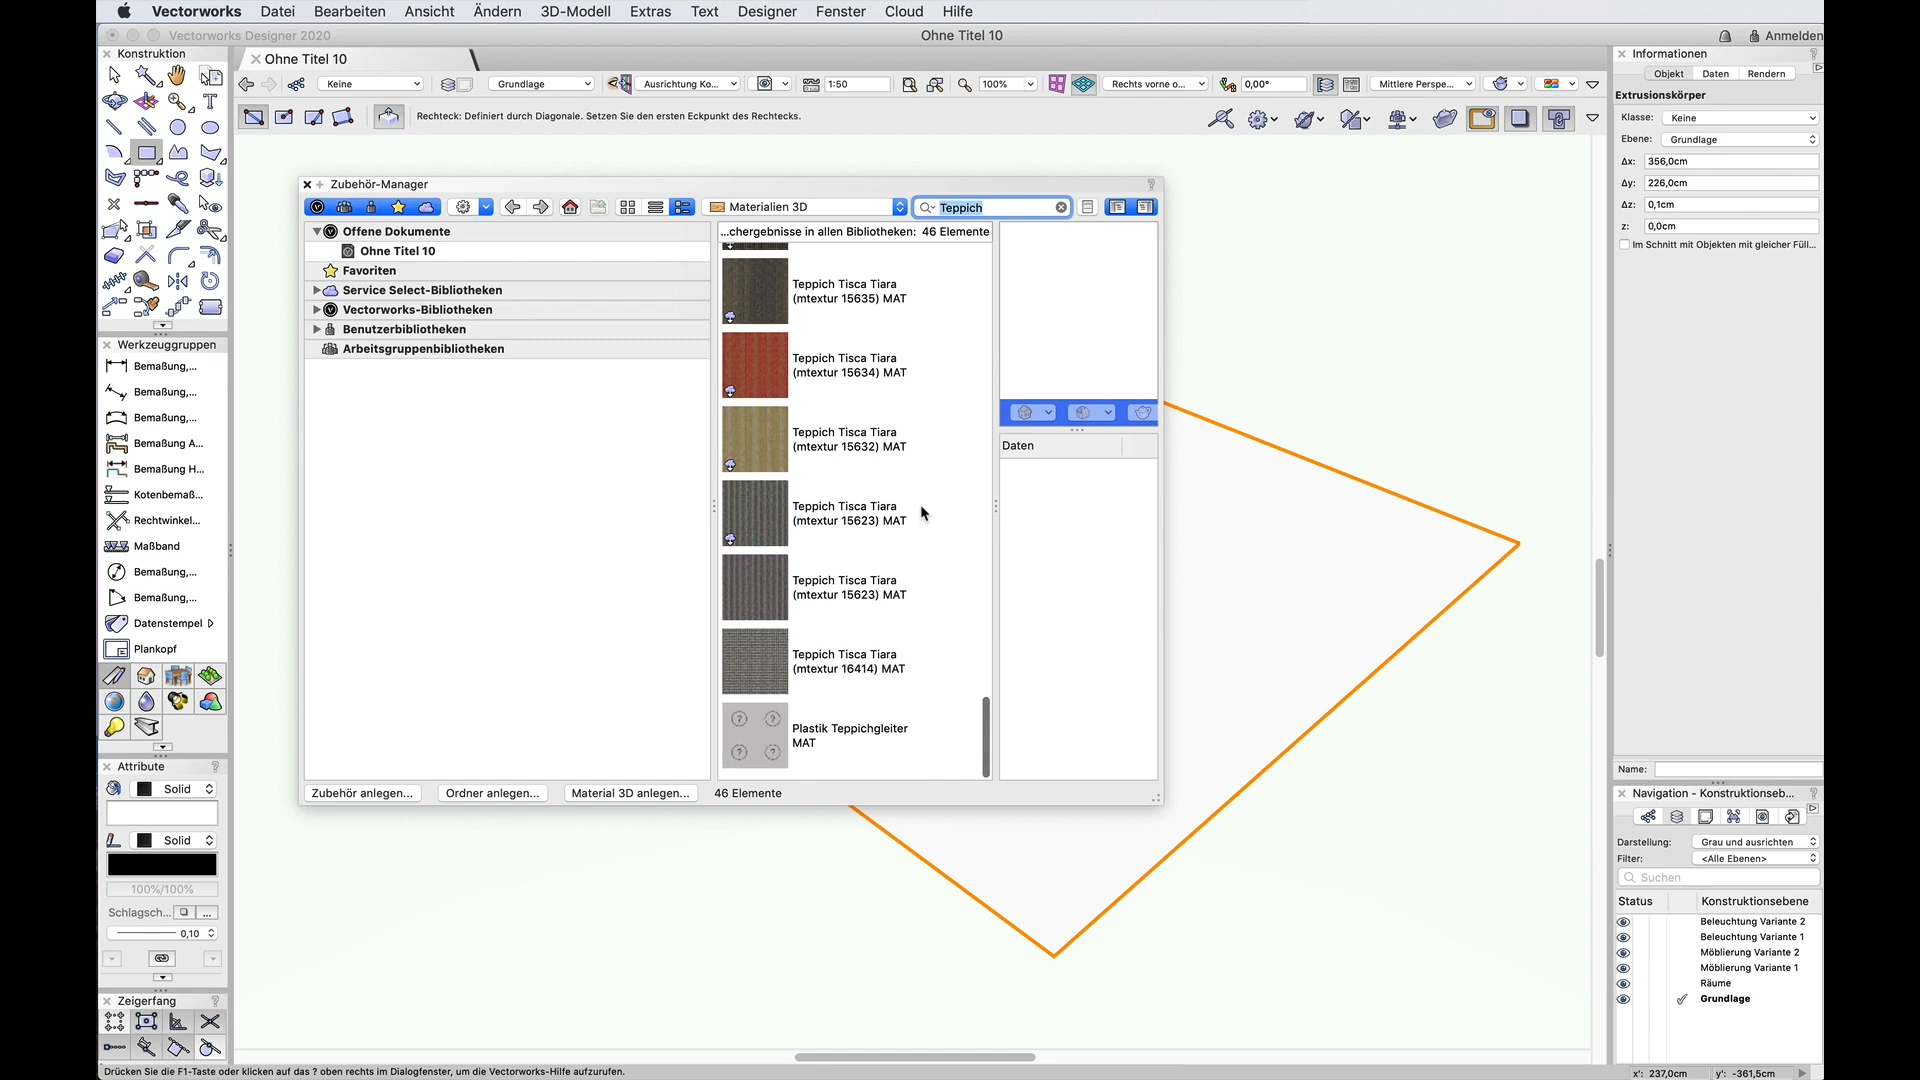 Vectorworks Datei Bearbeiten Ansicht Ändern 3D-Modell Extras Text Designer Fenster Cloud Hilfe
Vectorworks Designer 2020
Ohne Titel 10
Anmelden
Konstruktion
Ohne Titel 10
Keine
Grundlage
Ausrichtung Ko...
1:50
100%
Rechts vorne o...
0,00°
Mittlere Perspe...
Rechteck: Definiert durch Diagonale. Setzen Sie den ersten Eckpunkt des Rechtecks.
Zubehör-Manager
?
Materialien 3D
Teppich
Offene Dokumente
Ohne Titel 10
Favoriten
Service Select-Bibliotheken
Vectorworks-Bibliotheken
Benutzerbibliotheken
Arbeitsgruppenbibliotheken
...chergebnisse in allen Bibliotheken: 46 Elemente
Teppich Tisca Tiara
(mtextur 15635) MAT
Teppich Tisca Tiara
(mtextur 15634) MAT
Teppich Tisca Tiara
(mtextur 15632) MAT
Teppich Tisca Tiara
(mtextur 15623) MAT
Teppich Tisca Tiara
(mtextur 15623) MAT
Teppich Tisca Tiara
(mtextur 16414) MAT
Plastik Teppichgleiter
MAT
Daten
Zubehör anlegen...
Ordner anlegen...
Material 3D anlegen...
46 Elemente
Werkzeuggruppen
Bemaßung,...
Bemaßung,...
Bemaßung,...
Bemaßung A...
Bemaßung H...
Kotenbemaß...
Rechtwinkel...
Maßband
Bemaßung,...
Bemaßung,...
Datenstempel
Plankopf
Attribute
?
Solid
Solid
100%/100%
Schlagsch...
...
0,10
Zeigerfang
?
Informationen
?
Objekt
Daten
Rendern
Extrusionskörper
Klasse: Keine
Ebene: Grundlage
Δx: 356,0cm
Δy: 226,0cm
Δz: 0,1cm
z: 0,0cm
Im Schnitt mit Objekten mit gleicher Füll...
Name:
Navigation - Konstruktionseb...
?
Darstellung: Grau und ausrichten
Filter: <Alle Ebenen>
Suchen
Status
Konstruktionsebene
Beleuchtung Variante 2
Beleuchtung Variante 1
Möblierung Variante 2
Möblierung Variante 1
Räume
Grundlage
Drücken Sie die F1-Taste oder klicken auf das ? oben rechts im Dialogfenster, um die Vectorworks-Hilfe aufzurufen.
x': 237,0cm
y': -361,5cm